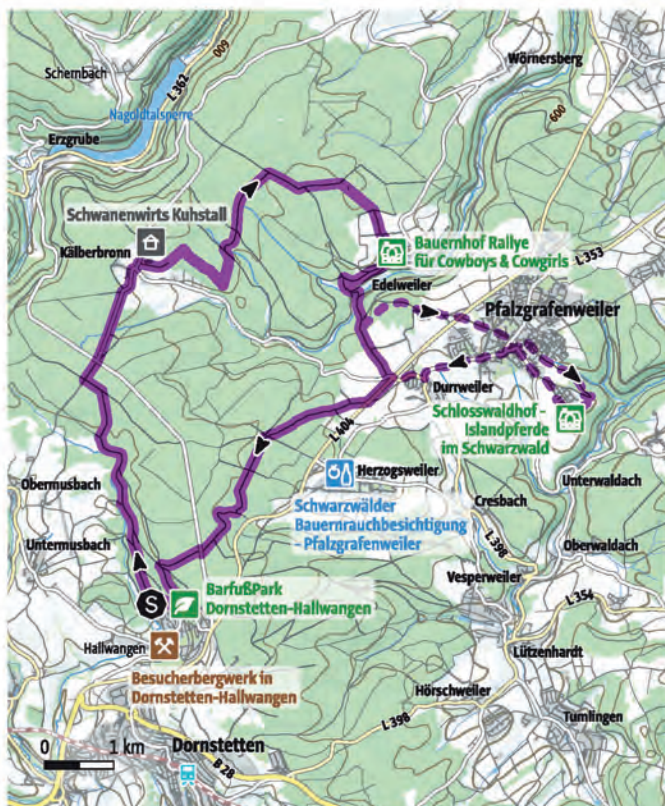 Wörnersberg
Schernbach
600
L 362
Nagoldtalsperre
600
Erzgrube
Schwanenwirts Kuhstall
Kälberbronn
Bauernhof Rallye
für Cowboys & Cowgirls
L 353
Edelweiler
Pfalzgrafenweiler
Durrweiler
Schlosswaldhof -
Islandpferde
im Schwarzwald
L 404
Herzogsweiler
Obermusbach
Unterwaldach
Schwarzwälder
Bauernrauchbesichtigung
- Pfalzgrafenweiler
Cresbach
L 398
Untermusbach
Oberwaldach
Vesperweiler
S
BarfußPark
Dornstetten-Hallwangen
L 354
Hallwangen
Lützenhardt
Besucherbergwerk in
Dornstetten-Hallwangen
Hörschweiler
Tumlingen
L 398
0 1 km
Dornstetten
B 28